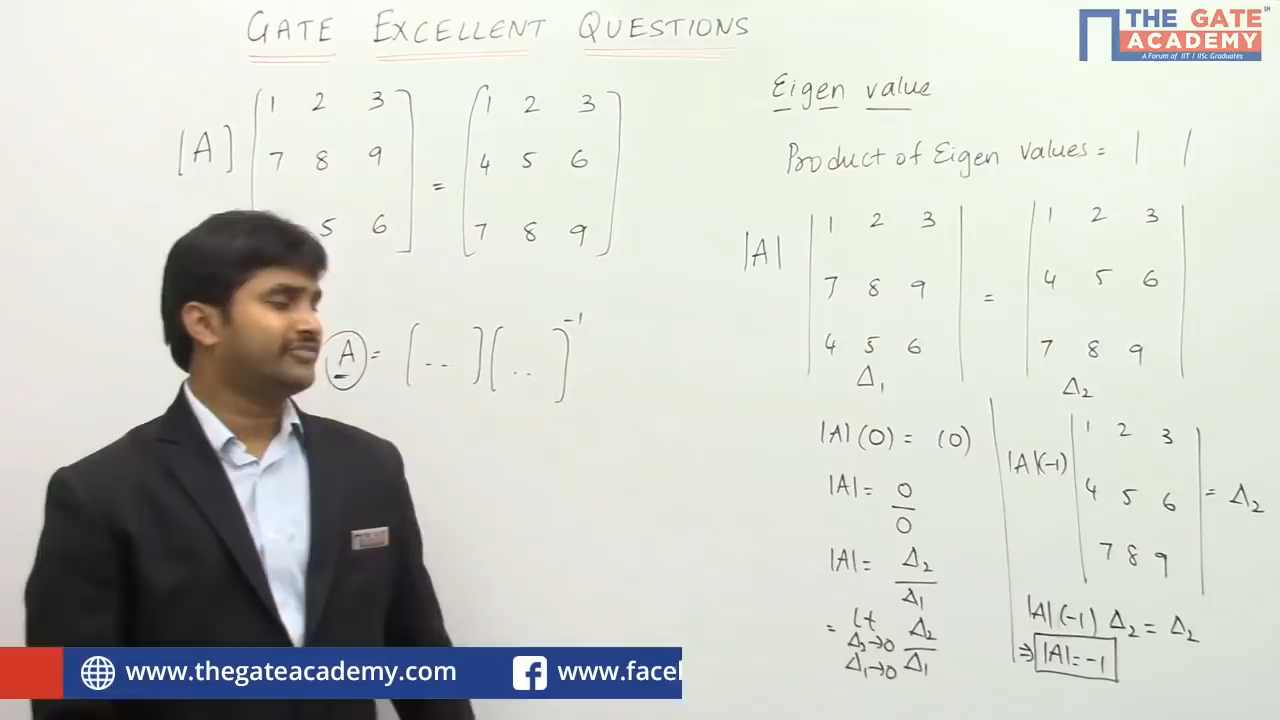 GATE EXCELLENT QUESTIONS
THE GATE
ACADEMY
A Forum of IIT / IISc Graduates
SM
[A] [1 2 3
7 8 9
5 6] = [1 2 3
4 5 6
7 8 9]
A = [...][..]⁻¹
Eigen value
Product of Eigen values = | |
|A| |1 2 3
7 8 9
4 5 6| = |1 2 3
4 5 6
7 8 9|
Δ₁ Δ₂
|A|(0) = (0)
|A| = 0/0
|A| = Δ₂/Δ₁
= Lt Δ₂/Δ₁
Δ₂→0
Δ₁→0
|A|(-1) |1 2 3
4 5 6
7 8 9| = Δ₂
|A|(-1) Δ₂ = Δ₂
⇒ |A| = -1
THE GATE
www.thegateacademy.com
www.facel